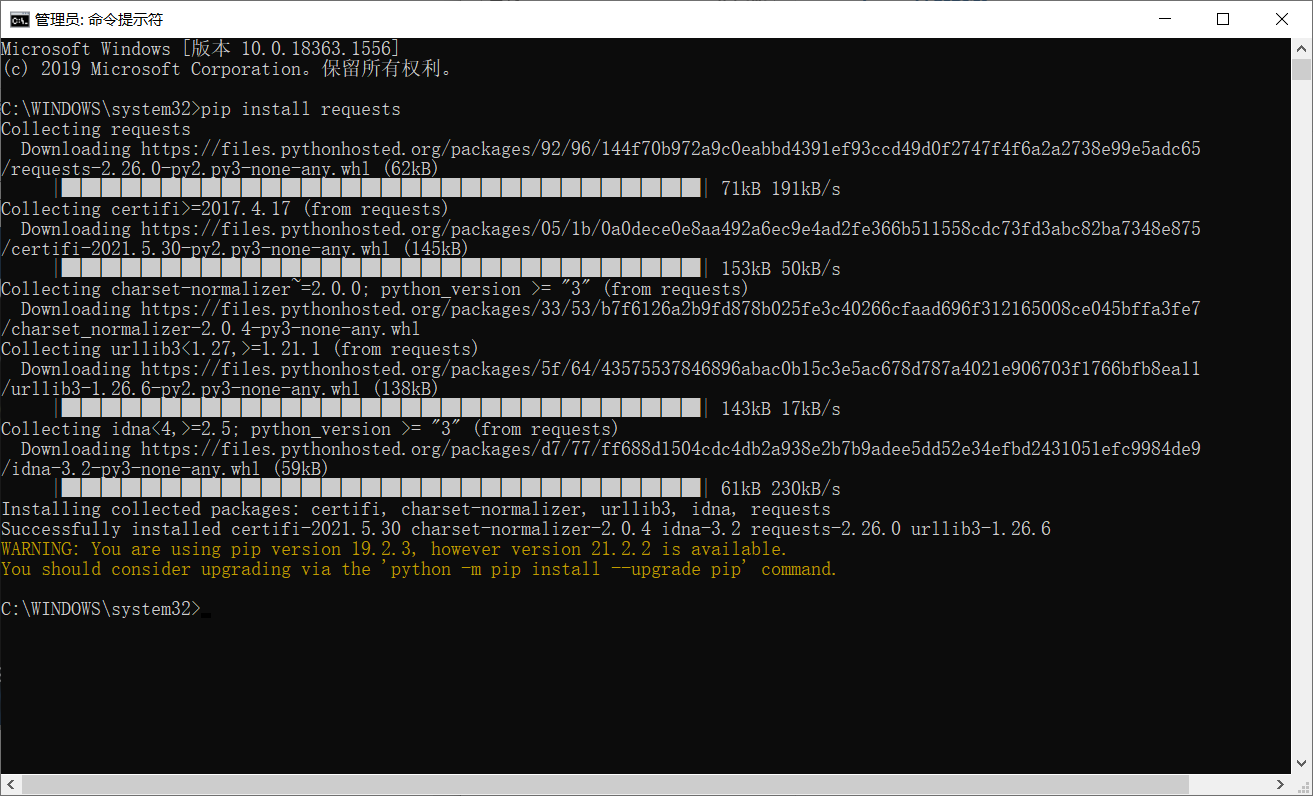 管理员: 命令提示符
Microsoft Windows [版本 10.0.18363.1556]
(c) 2019 Microsoft Corporation。保留所有权利。
C:\WINDOWS\system32>pip install requests
Collecting requests
Downloading https://files.pythonhosted.org/packages/92/96/144f70b972a9c0eabbd4391ef93ccd49d0f2747f4f6a2a2738e99e5adc65
/requests-2.26.0-py2.py3-none-any.whl (62kB)
71kB 191kB/s
Collecting certifi>=2017.4.17 (from requests)
Downloading https://files.pythonhosted.org/packages/05/1b/0a0dece0e8aa492a6ec9e4ad2fe366b511558cdc73fd3abc82ba7348e875
/certifi-2021.5.30-py2.py3-none-any.whl (145kB)
153kB 50kB/s
Collecting charset-normalizer~=2.0.0; python_version >= "3" (from requests)
Downloading https://files.pythonhosted.org/packages/33/53/b7f6126a2b9fd878b025fe3c40266cfaad696f312165008ce045bffa3fe7
/charset_normalizer-2.0.4-py3-none-any.whl
Collecting urllib3<1.27,>=1.21.1 (from requests)
Downloading https://files.pythonhosted.org/packages/5f/64/43575537846896abac0b15c3e5ac678d787a4021e906703f1766bfb8ea11
/urllib3-1.26.6-py2.py3-none-any.whl (138kB)
143kB 17kB/s
Collecting idna<4,>=2.5; python_version >= "3" (from requests)
Downloading https://files.pythonhosted.org/packages/d7/77/ff688d1504cdc4db2a938e2b7b9adee5dd52e34efbd2431051efc9984de9
/idna-3.2-py3-none-any.whl (59kB)
61kB 230kB/s
Installing collected packages: certifi, charset-normalizer, urllib3, idna, requests
Successfully installed certifi-2021.5.30 charset-normalizer-2.0.4 idna-3.2 requests-2.26.0 urllib3-1.26.6
WARNING: You are using pip version 19.2.3, however version 21.2.2 is available.
You should consider upgrading via the 'python -m pip install --upgrade pip' command.
C:\WINDOWS\system32>